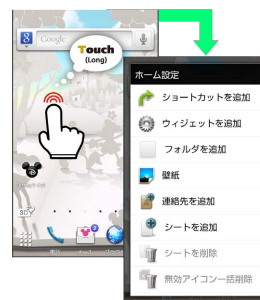 Google
Touch
(Long)
ホーム設定
ショートカットを追加
ウィジェットを追加
フォルダを追加
壁紙
連絡先を追加
シートを追加
シートを削除
無効アイコン一括削除
SD
2